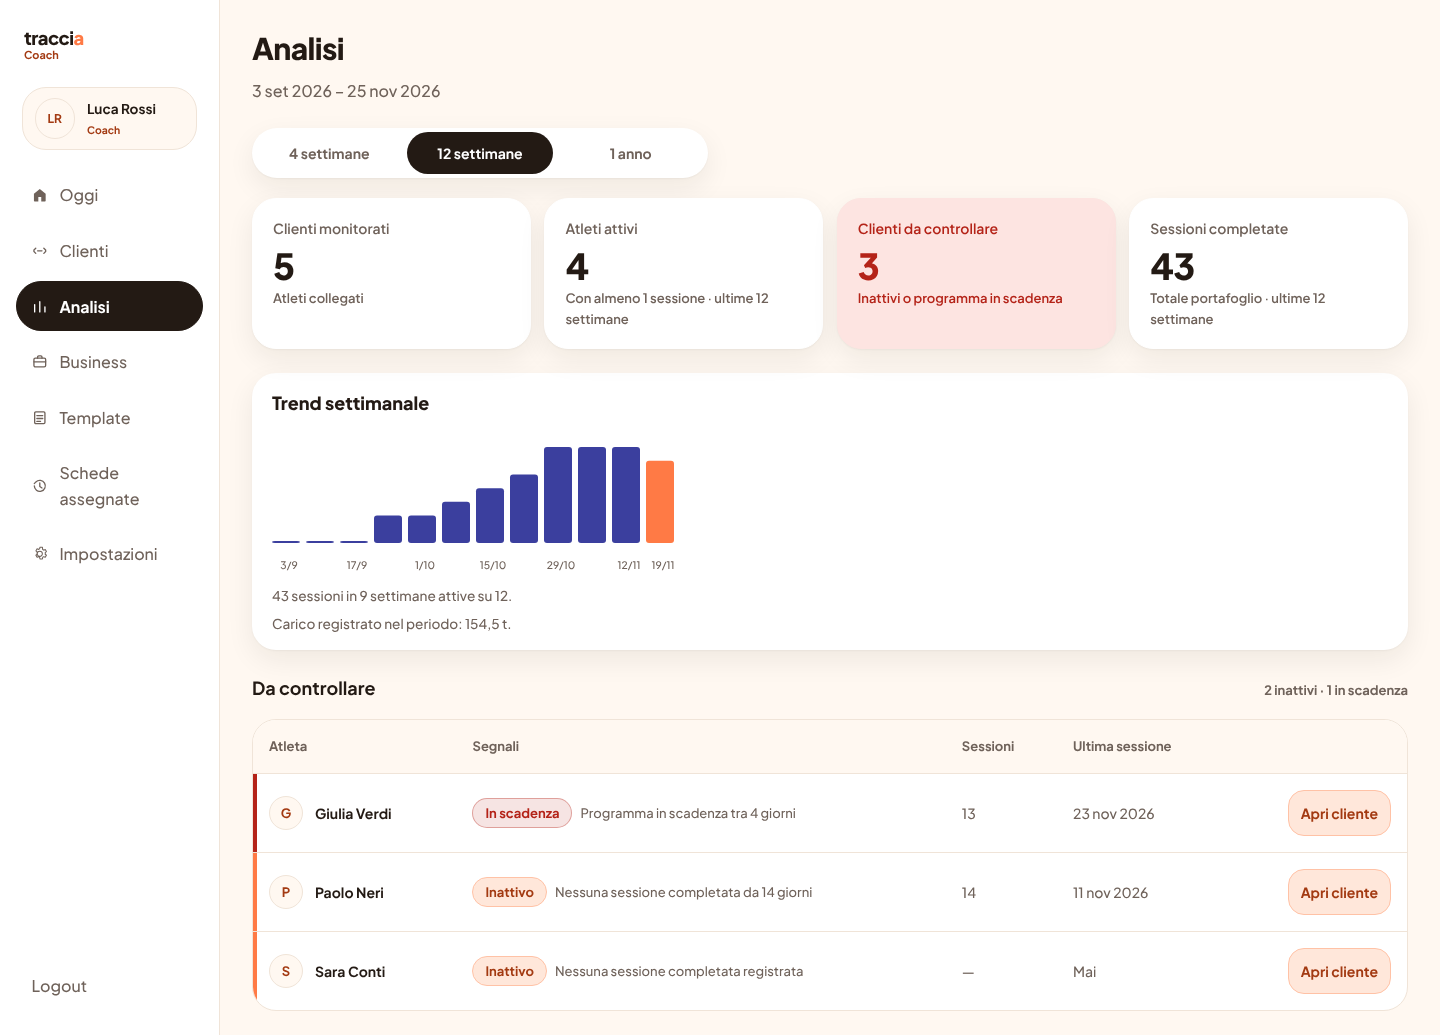 traccia
Coach
LR
Luca Rossi
Coach
Oggi
Clienti
Analisi
Business
Template
Schede
assegnate
Impostazioni
Logout
Analisi
3 set 2026 – 25 nov 2026
4 settimane
12 settimane
1 anno
Clienti monitorati
5
Atleti collegati
Atleti attivi
4
Con almeno 1 sessione · ultime 12
settimane
Clienti da controllare
3
Inattivi o programma in scadenza
Sessioni completate
43
Totale portafoglio · ultime 12
settimane
Trend settimanale
3/9 17/9 1/10 15/10 29/10 12/11 19/11
43 sessioni in 9 settimane attive su 12.
Carico registrato nel periodo: 154,5 t.
Da controllare
2 inattivi · 1 in scadenza
Atleta Segnali Sessioni Ultima sessione
G Giulia Verdi In scadenza Programma in scadenza tra 4 giorni 13 23 nov 2026 Apri cliente
P Paolo Neri Inattivo Nessuna sessione completata da 14 giorni 14 11 nov 2026 Apri cliente
S Sara Conti Inattivo Nessuna sessione completata registrata — Mai Apri cliente